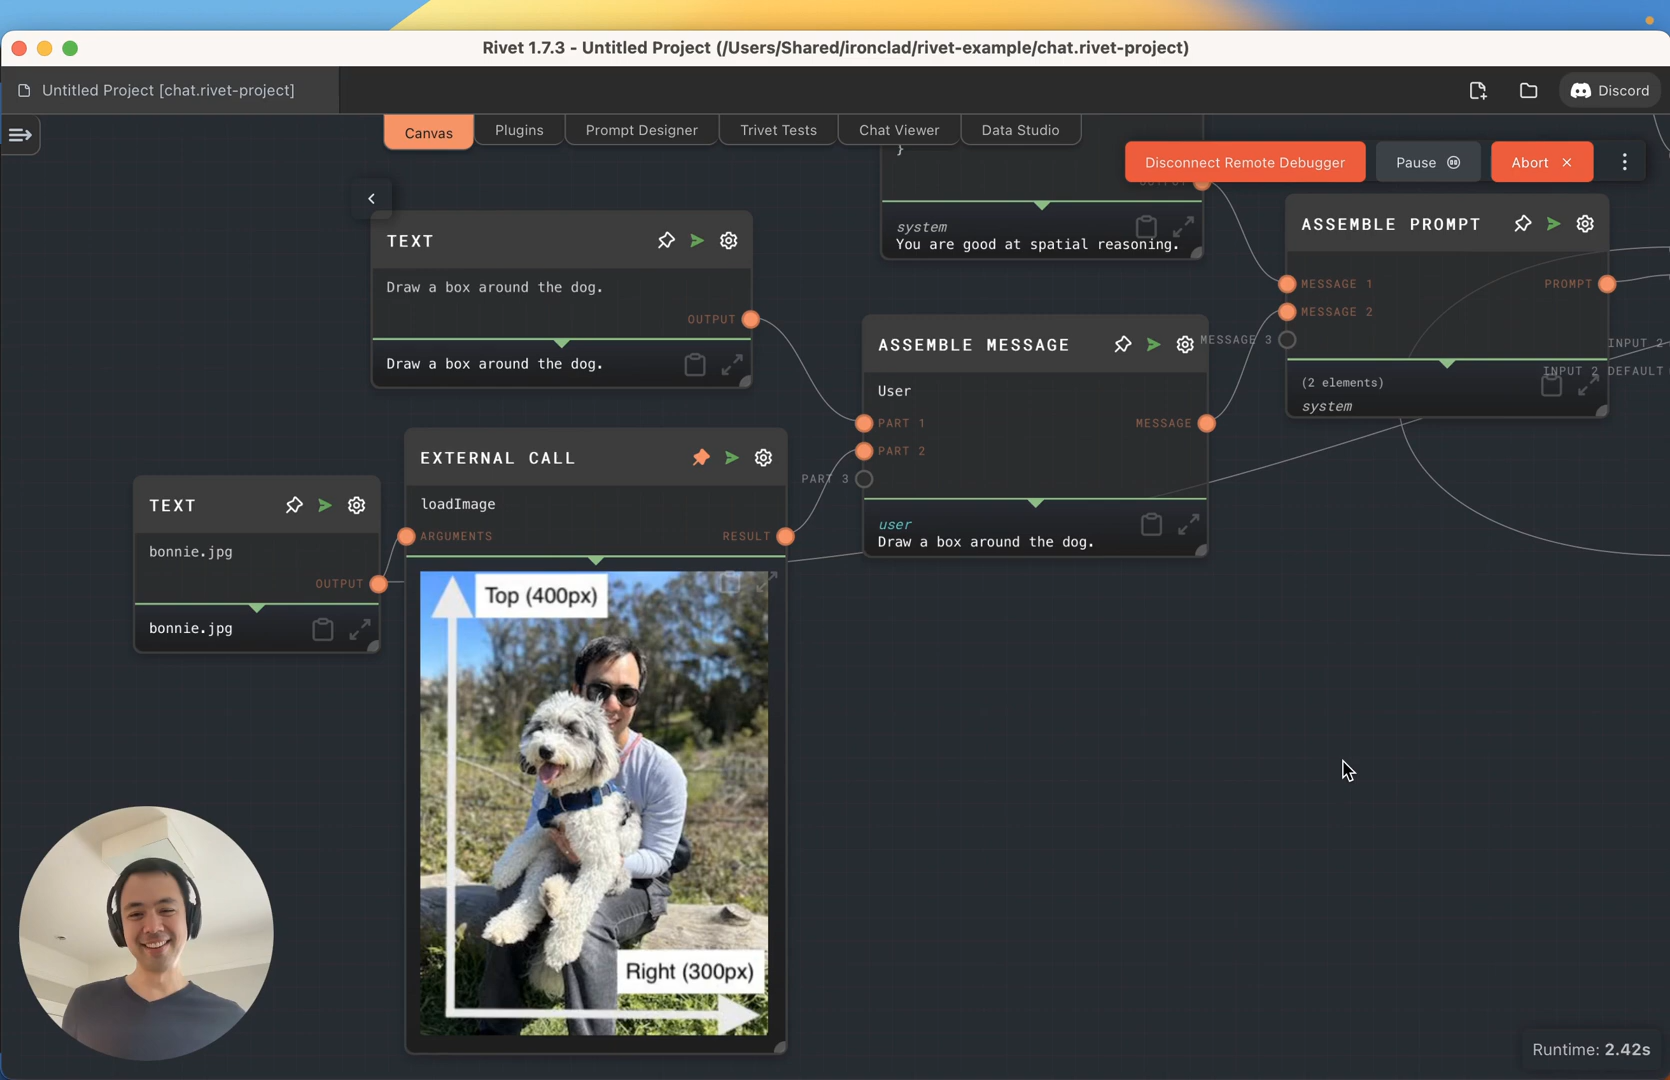 Rivet 1.7.3 - Untitled Project (/Users/Shared/ironclad/rivet-example/chat.rivet-project)
Untitled Project [chat.rivet-project]
Discord
Canvas
Plugins
Prompt Designer
Trivet Tests
Chat Viewer
Data Studio
}
Disconnect Remote Debugger
Pause
Abort
OUTPUT
system
You are good at spatial reasoning.
TEXT
Draw a box around the dog.
OUTPUT
Draw a box around the dog.
ASSEMBLE PROMPT
MESSAGE 1
PROMPT
MESSAGE 2
MESSAGE 3
INPUT 2
INPUT 2 DEFAULT
(2 elements)
system
ASSEMBLE MESSAGE
User
PART 1
MESSAGE
PART 2
PART 3
user
Draw a box around the dog.
EXTERNAL CALL
loadImage
ARGUMENTS
RESULT
TEXT
bonnie.jpg
OUTPUT
bonnie.jpg
Top (400px)
Right (300px)
Runtime: 2.42s